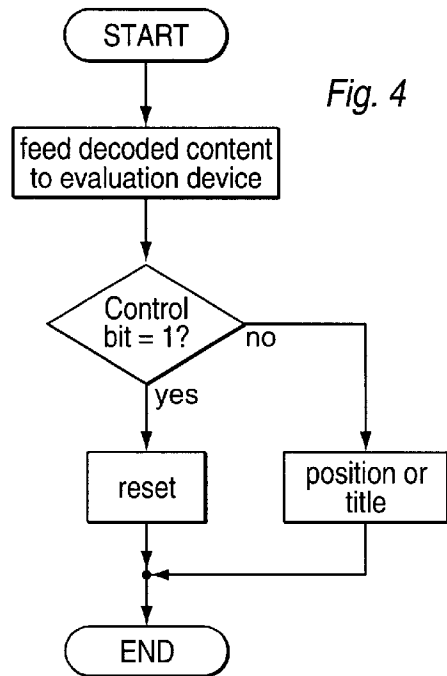 START
Fig. 4
feed decoded content
to evaluation device
Control
bit = 1?
no
yes
reset
position or
title
END